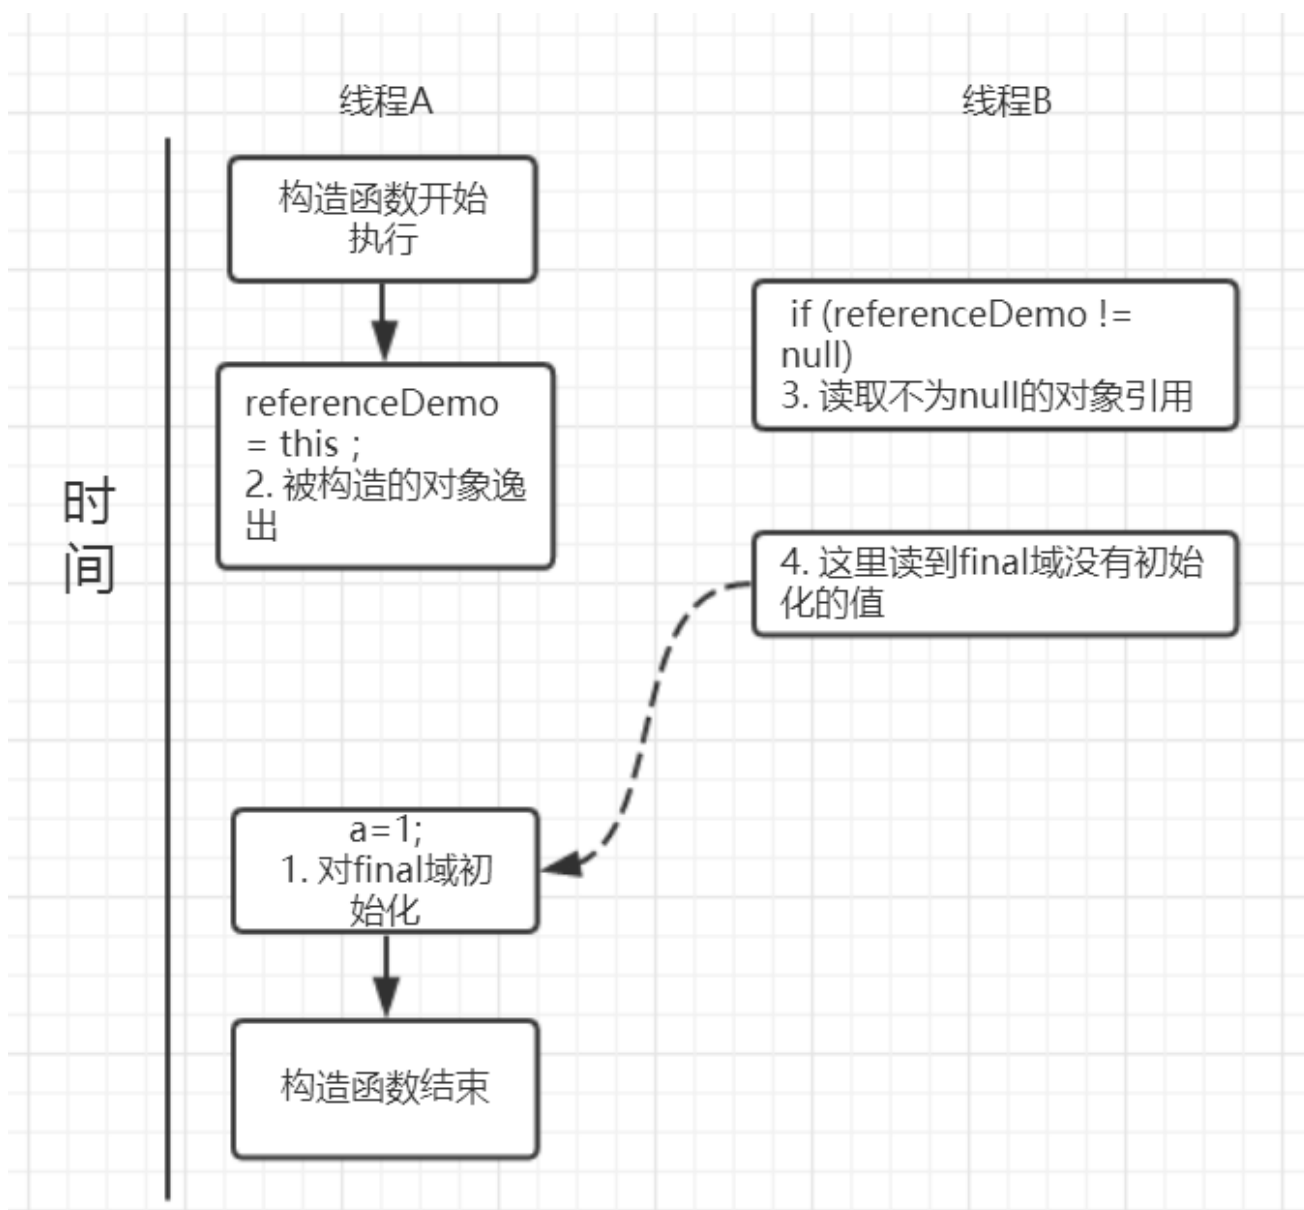 线程A
线程B
构造函数开始
执行
if (referenceDemo !=
null)
3. 读取不为null的对象引用
referenceDemo
= this ;
2. 被构造的对象逸
出
时
间
4. 这里读到final域没有初始
化的值
a=1;
1. 对final域初
始化
构造函数结束